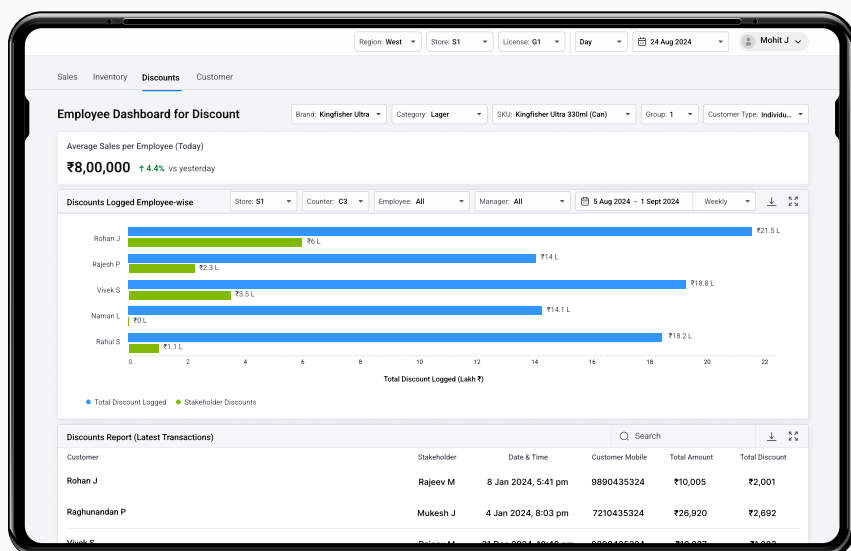 Region: West Store: S1 License: G1 Day 24 Aug 2024 Mohit J
Sales Inventory Discounts Customer
Employee Dashboard for Discount Brand: Kingfisher Ultra Category: Lager SKU: Kingfisher Ultra 330ml (Can) Group: 1 Customer Type: Individu...
Average Sales per Employee (Today)
₹8,00,000 ↑ 4.4% vs yesterday
Discounts Logged Employee-wise Store: S1 Counter: C3 Employee: All Manager: All 5 Aug 2024 - 1 Sept 2024 Weekly
Rohan J ₹21.5 L
₹6 L
Rajesh P ₹14 L
₹2.3 L
Vivek S ₹18.8 L
₹3.5 L
Naman L ₹14.1 L
₹0 L
Rahul S ₹18.2 L
₹1.1 L
0 2 4 6 8 10 12 14 16 18 20 22
Total Discount Logged (Lakh ₹)
Total Discount Logged Stakeholder Discounts
Discounts Report (Latest Transactions) Search
Customer Stakeholder Date & Time Customer Mobile Total Amount Total Discount
Rohan J Rajeev M 8 Jan 2024, 5:41 pm 9890435324 ₹10,005 ₹2,001
Raghunandan P Mukesh J 4 Jan 2024, 8:03 pm 7210435324 ₹26,920 ₹2,692
Vivek S